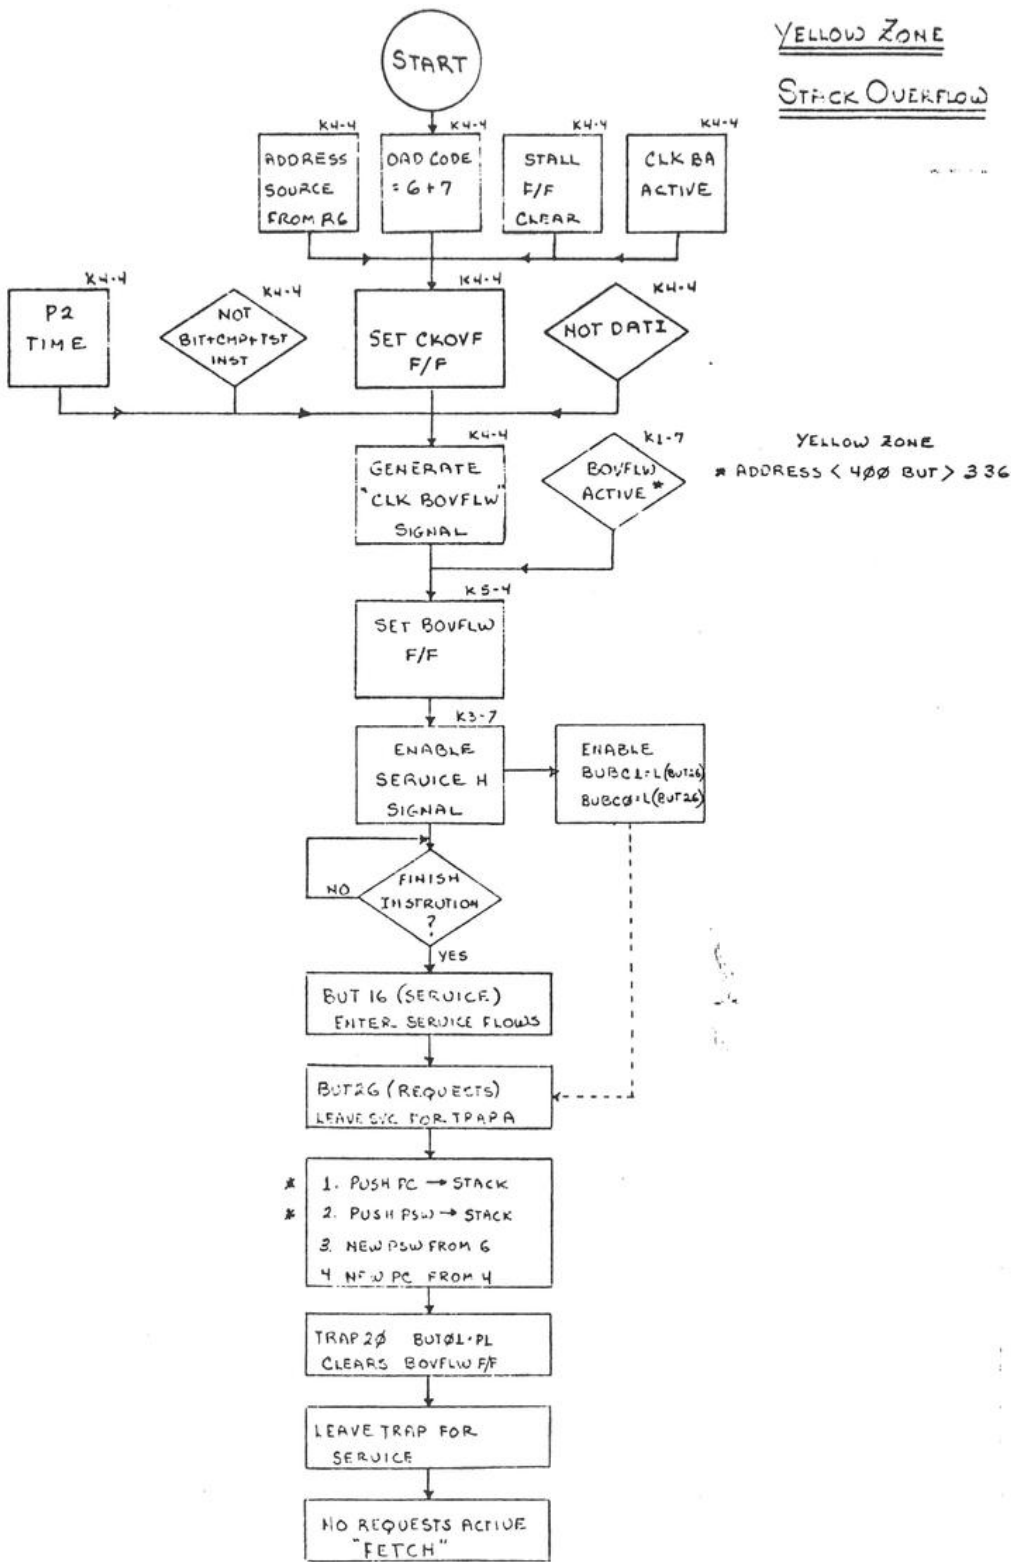 YELLOW ZONE
STACK OVERFLOW
START
K4-4
ADDRESS
SOURCE
FROM R6
K4-4
OAD CODE
= 6+7
K4-4
STALL
F/F
CLEAR
K4-4
CLK BA
ACTIVE
K4-4
P2
TIME
K4-4
NOT
BIT+CMP+TST
INST
K4-4
SET CKOVF
F/F
K4-4
NOT DATI
K4-4
GENERATE
"CLK BOVFLW"
SIGNAL
K1-7
BOVFLW
ACTIVE *
YELLOW ZONE
* ADDRESS < 4ØØ BUT > 336
K5-4
SET BOVFLW
F/F
K3-7
ENABLE
SERVICE H
SIGNAL
ENABLE
BUBC1=L(BUT26)
BUBCØ=L(BUT26)
FINISH
INSTRUTION
?
NO
YES
BUT 16 (SERVICE)
ENTER SERVICE FLOWS
BUT26 (REQUESTS)
LEAVE SVC FOR TRAP A
* 1. PUSH PC → STACK
* 2. PUSH PSW → STACK
3. NEW PSW FROM 6
4 NEW PC FROM 4
TRAP 2Ø BUTØ1·PL
CLEARS BOVFLW F/F
LEAVE TRAP FOR
SERVICE
NO REQUESTS ACTIVE
"FETCH"